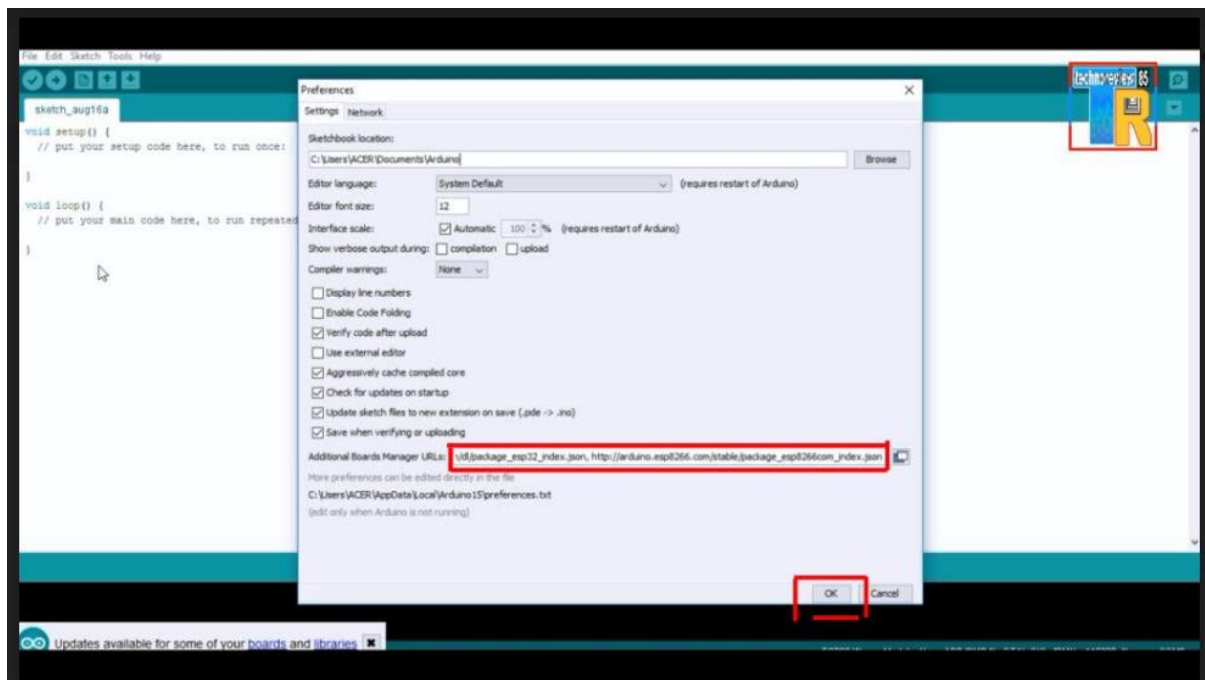 File Edit Sketch Tools Help
technoreviews 85
TR
sketch_aug16a
void setup() {
// put your setup code here, to run once:
}
void loop() {
// put your main code here, to run repeated
}
Preferences
Settings Network
Sketchbook location:
C:\Users\ACER\Documents\Arduino
Browse
Editor language: System Default (requires restart of Arduino)
Editor font size: 12
Interface scale: Automatic 100 % (requires restart of Arduino)
Show verbose output during: compilation upload
Compiler warnings: None
Display line numbers
Enable Code Folding
Verify code after upload
Use external editor
Aggressively cache compiled core
Check for updates on startup
Update sketch files to new extension on save (.pde -> .ino)
Save when verifying or uploading
Additional Boards Manager URLs: \/dl/package_esp32_index.json, http://arduino.esp8266.com/stable/package_esp8266com_index.json
More preferences can be edited directly in the file
C:\Users\ACER\AppData\Local\Arduino15\preferences.txt
(edit only when Arduino is not running)
OK Cancel
Updates available for some of your boards and libraries